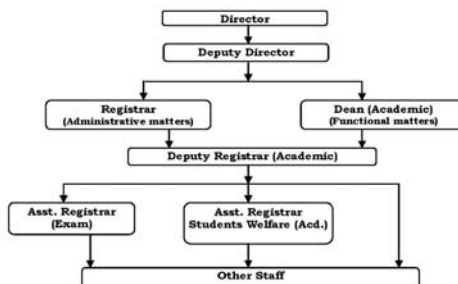 Director
Deputy Director
Registrar
(Administrative matters)
Dean (Academic)
(Functional matters)
Deputy Registrar (Academic)
Asst. Registrar
(Exam)
Asst. Registrar
Students Welfare (Acd.)
Other Staff